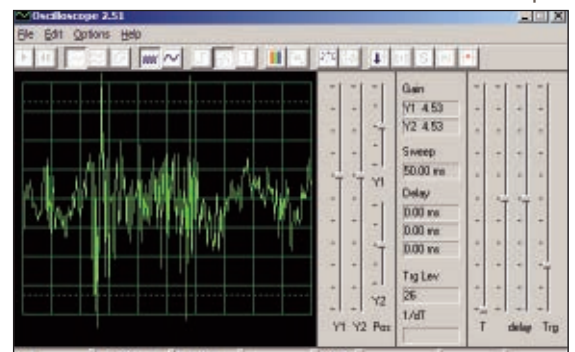 Oscilloscope 2.51
File Edit Options Help
Gain
Y1 4.53
Y2 4.53
Sweep
50.00 ms
Y1
Delay
0.00 ms
0.00 ms
0.00 ms
Trg Lev
26
Y2
1/dT
Y1 Y2 Pos
T delay Trg